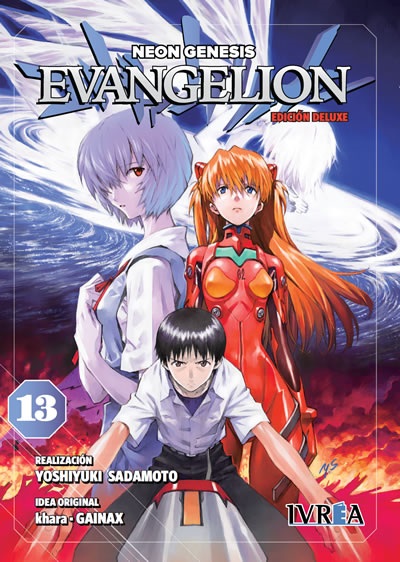 NEON GENESIS
EVANGELION
EDICIÓN DELUXE
13
REALIZACIÓN
YOSHIYUKI SADAMOTO
IDEA ORIGINAL
khara · GAINAX
Y.S
IVREA